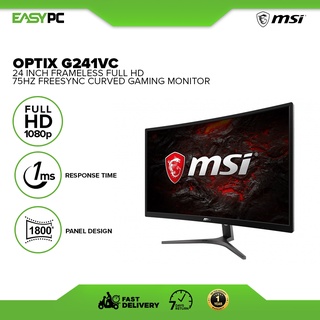 EASYPC
msi
OPTIX G241VC
24 INCH FRAMELESS FULL HD
75HZ FREESYNC CURVED GAMING MONITOR
FULL
HD
1080p
1ms
RESPONSE TIME
1800°
PANEL DESIGN
msi
FAST
DELIVERY
1